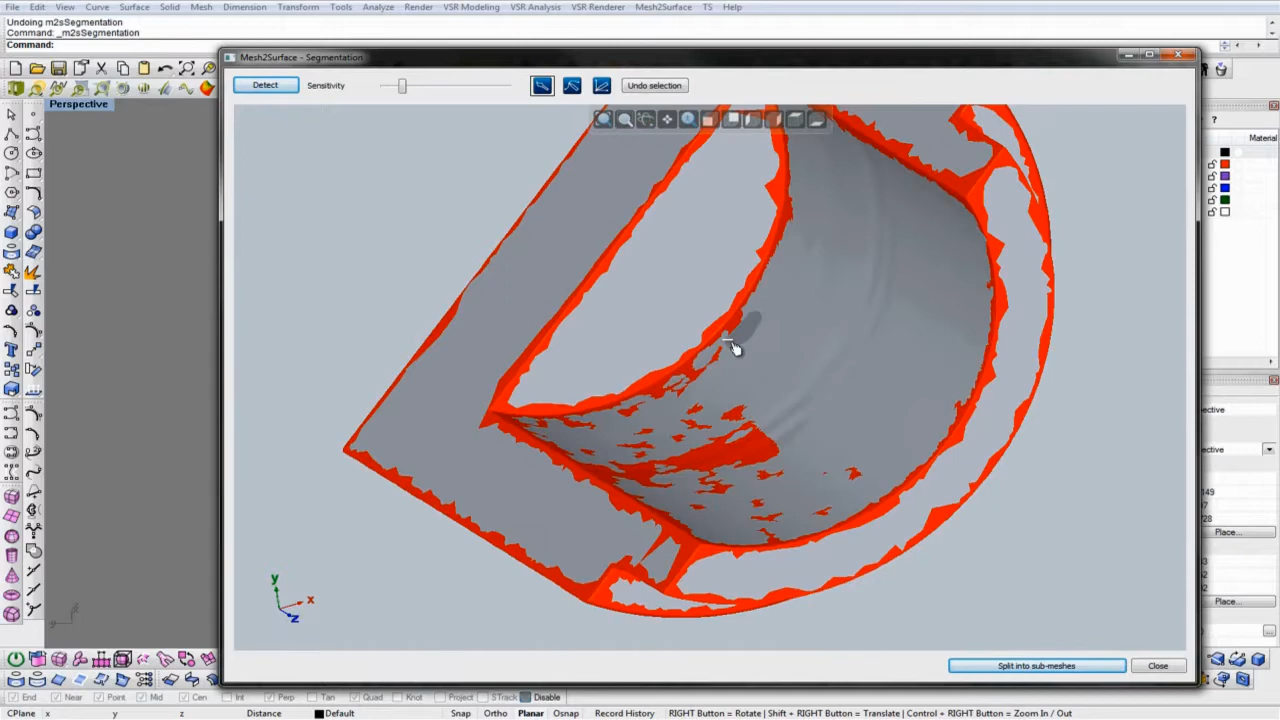 File Edit View Curve Surface Solid Mesh Dimension Transform Tools Analyze Render VSR Modeling VSR Analysis VSR Renderer Mesh2Surface TS Help
Undoing m2sSegmentation
Command: _m2sSegmentation
Command:
Mesh2Surface - Segmentation
Detect Sensitivity Undo selection
Perspective
?
Material
y
x
z
Place...
Place...
Split into sub-meshes Close
End Near Point Mid Cen Int Perp Tan Quad Knot Project STrack Disable
CPlane x y z Distance Default Snap Ortho Planar Osnap Record History RIGHT Button = Rotate | Shift + RIGHT Button = Translate | Control + RIGHT Button = Zoom In / Out